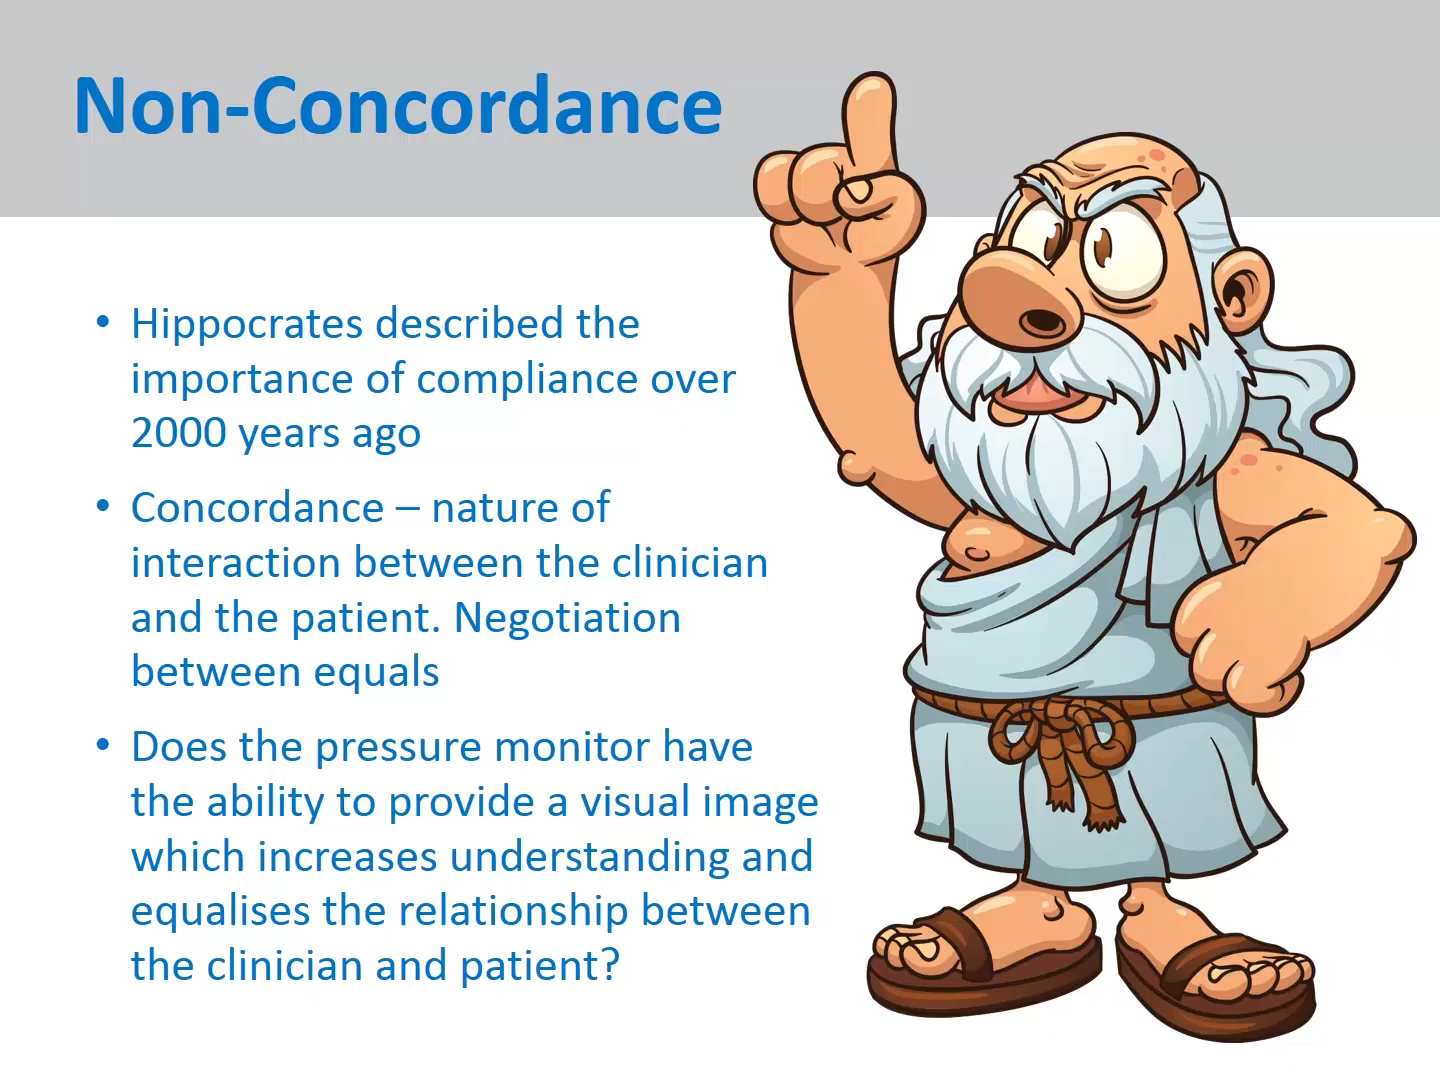 Non-Concordance
• Hippocrates described the
importance of compliance over
2000 years ago
• Concordance – nature of
interaction between the clinician
and the patient. Negotiation
between equals
• Does the pressure monitor have
the ability to provide a visual image
which increases understanding and
equalises the relationship between
the clinician and patient?